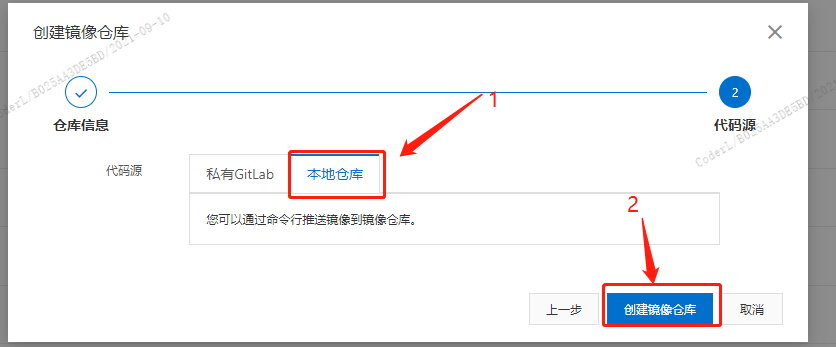 创建镜像仓库
CoderL/B025AA3DE5BD/2021-09-10
1
2
仓库信息
代码源
代码源
私有GitLab
本地仓库
您可以通过命令行推送镜像到镜像仓库。
CoderL/B025AA3DE5BD/2021
2
上一步
创建镜像仓库
取消